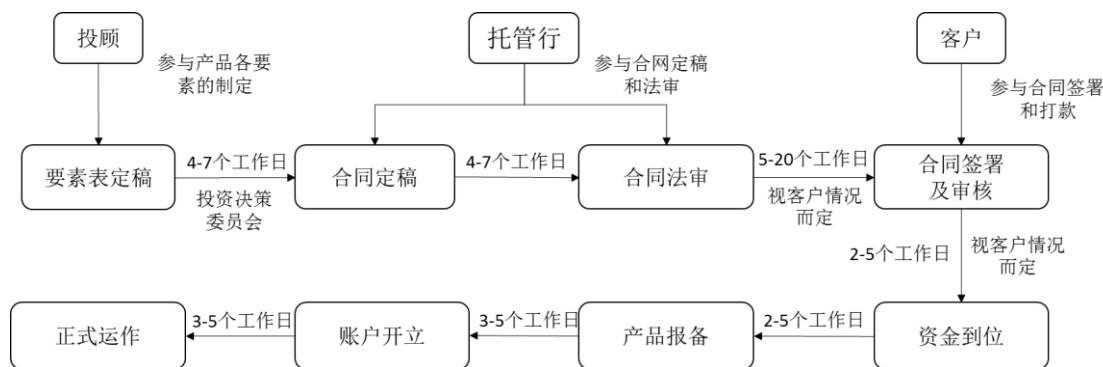 投顾
托管行
客户
参与产品各要
素的制定
参与合网定稿
和法审
参与合同签署
和打款
要素表定稿
4-7个工作日
投资决策
委员会
合同定稿
4-7个工作日
合同法审
5-20个工作日
视客户情况
而定
合同签署
及审核
2-5个工作日
视客户情况
而定
正式运作
3-5个工作日
账户开立
3-5个工作日
产品报备
2-5个工作日
资金到位